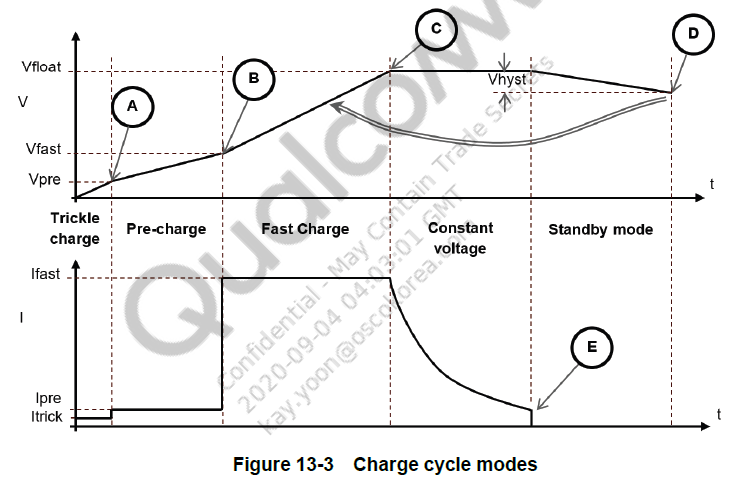 C
D
Vfloat
B
Vhyst
A
V
Vfast
Vpre
t
Trickle
charge
Pre-charge
Fast Charge
Constant
voltage
Standby mode
Ifast
I
E
Ipre
Itrick
t
Qualcomm
Confidential - May Contain Trade Secrets
2020-09-04 04:03:01 GMT
kay.yoon@oscokorea.com
Figure 13-3 Charge cycle modes